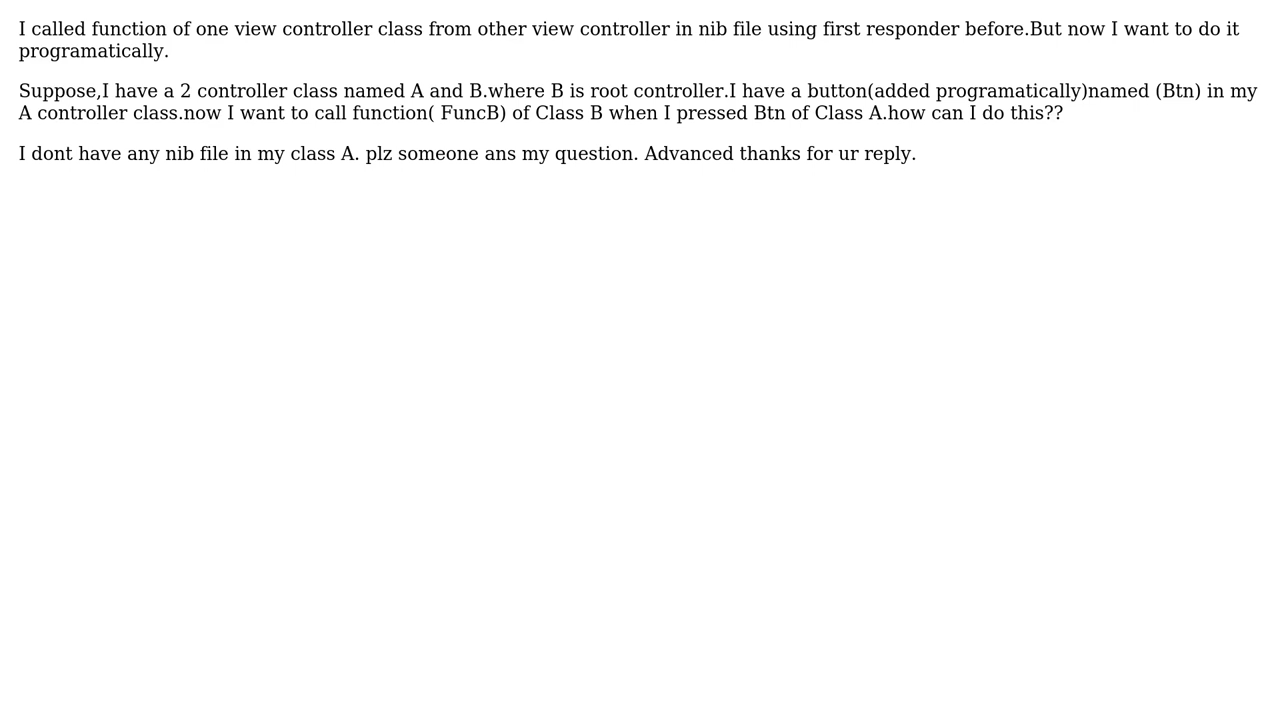 I called function of one view controller class from other view controller in nib file using first responder before.But now I want to do it
programatically.
Suppose,I have a 2 controller class named A and B.where B is root controller.I have a button(added programatically)named (Btn) in my
A controller class.now I want to call function( FuncB) of Class B when I pressed Btn of Class A.how can I do this??
I dont have any nib file in my class A. plz someone ans my question. Advanced thanks for ur reply.